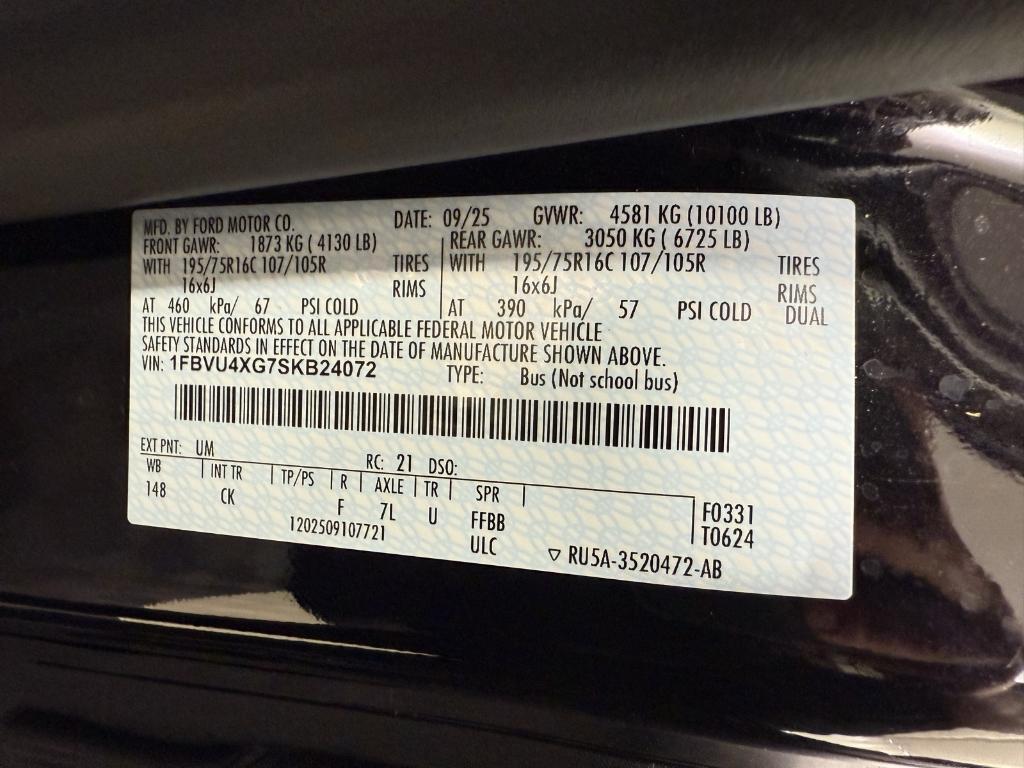 MFD. BY FORD MOTOR CO. DATE: 09/25 GVWR: 4581 KG (10100 LB)
FRONT GAWR: 1873 KG ( 4130 LB) REAR GAWR: 3050 KG ( 6725 LB)
WITH 195/75R16C 107/105R TIRES WITH 195/75R16C 107/105R TIRES
16x6J RIMS 16x6J RIMS
AT 460 kPa/ 67 PSI COLD AT 390 kPa/ 57 PSI COLD DUAL
THIS VEHICLE CONFORMS TO ALL APPLICABLE FEDERAL MOTOR VEHICLE
SAFETY STANDARDS IN EFFECT ON THE DATE OF MANUFACTURE SHOWN ABOVE.
VIN: 1FBVU4XG7SKB24072 TYPE: Bus (Not school bus)
EXT PNT: UM RC: 21 DSO:
WB INT TR TP/PS R AXLE TR SPR
148 CK F 7L U FFBB F0331
1202509107721 ULC T0624
▽ RU5A-3520472-AB